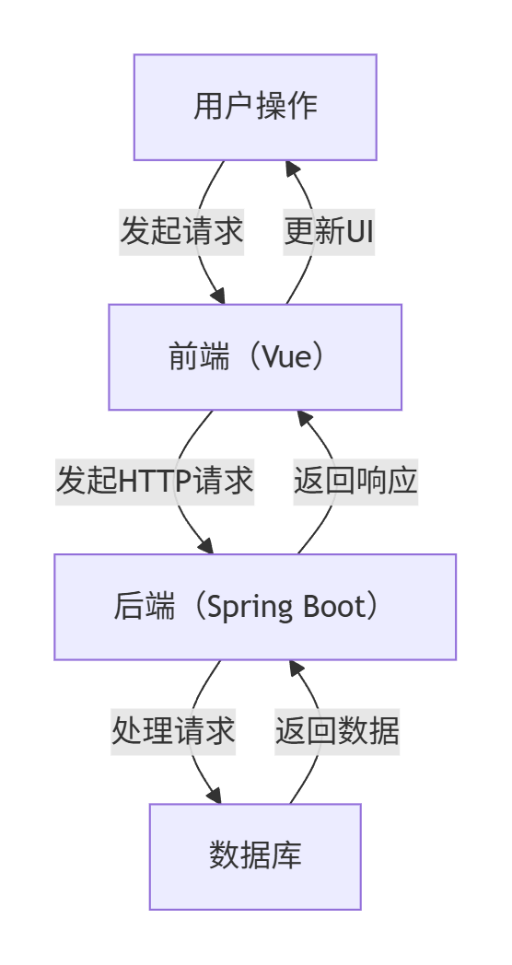 用户操作
发起请求
更新UI
前端（Vue）
发起HTTP请求
返回响应
后端（Spring Boot）
处理请求
返回数据
数据库